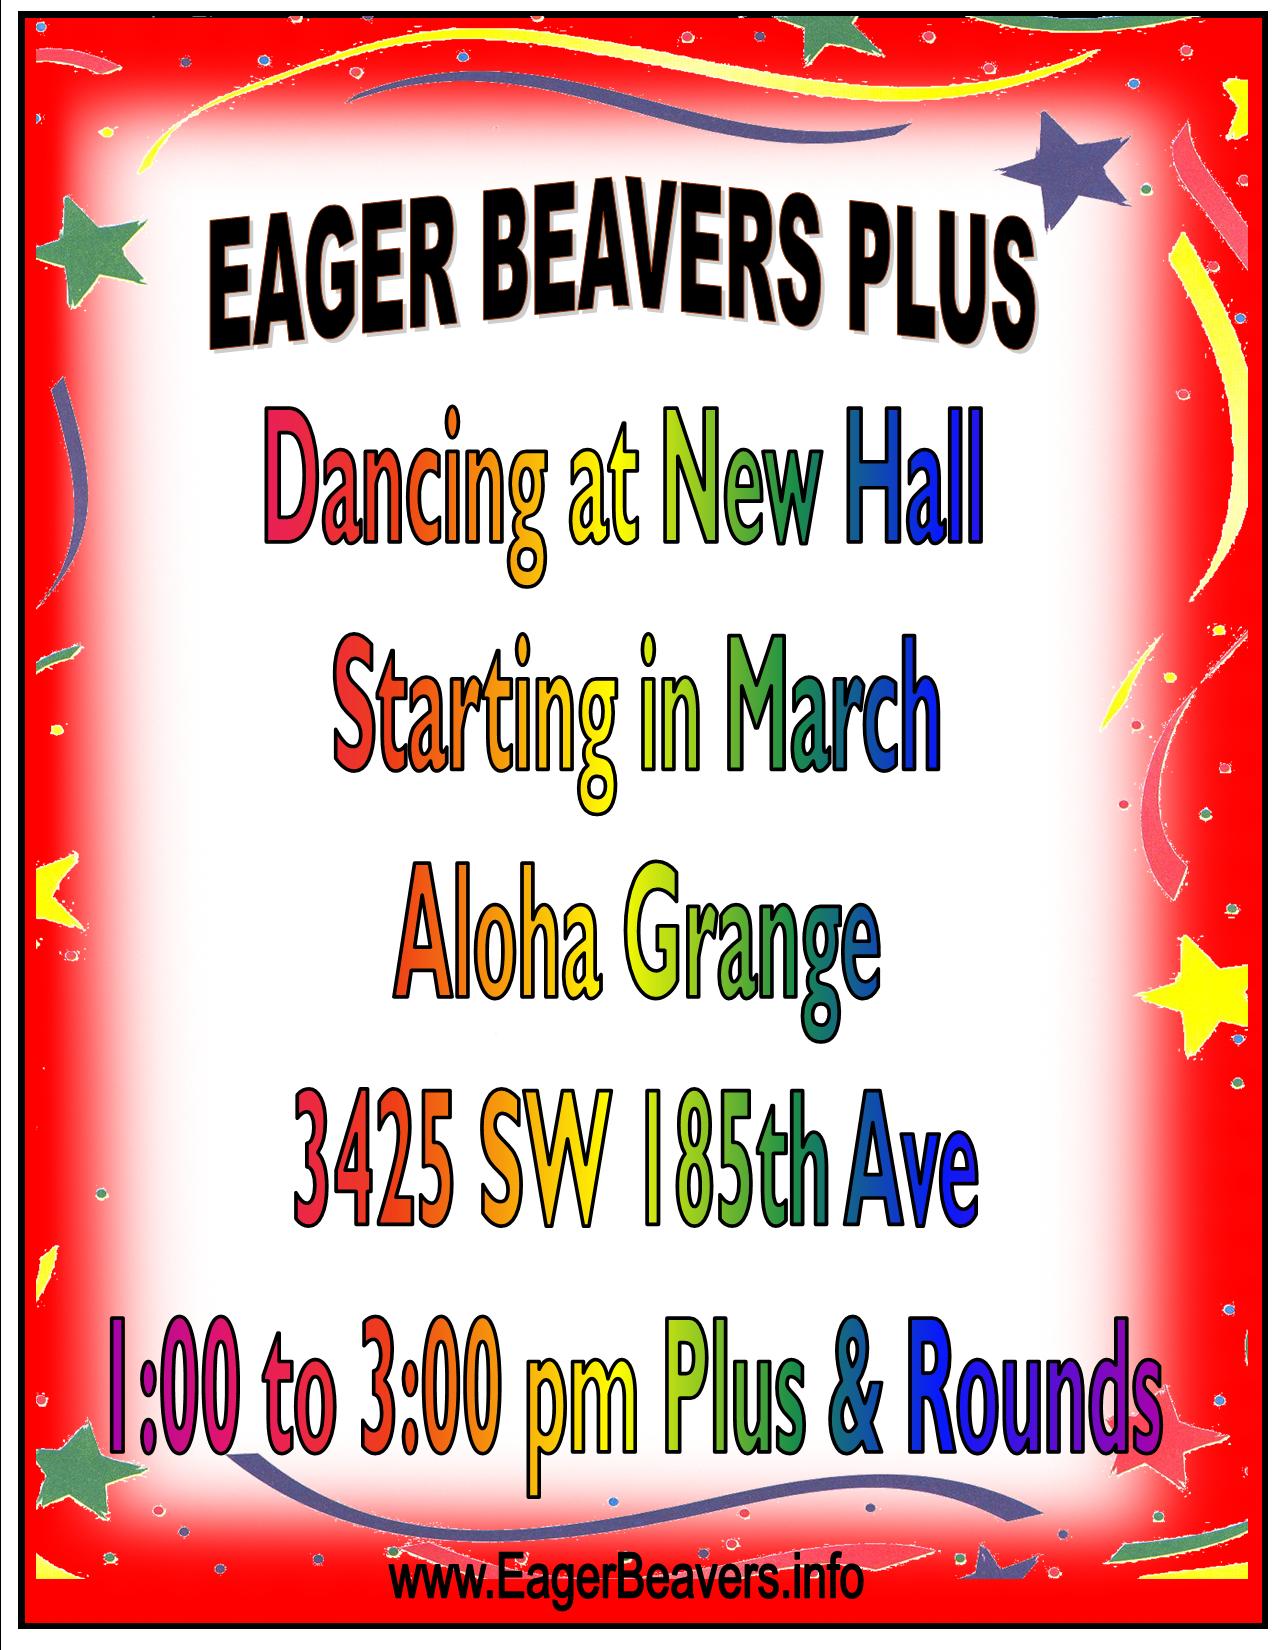 EAGER BEAVERS PLUS
Dancing at New Hall
Starting in March
Aloha Grange
3425 SW 185th Ave
1:00 to 3:00 pm Plus & Rounds
www.EagerBeavers.info